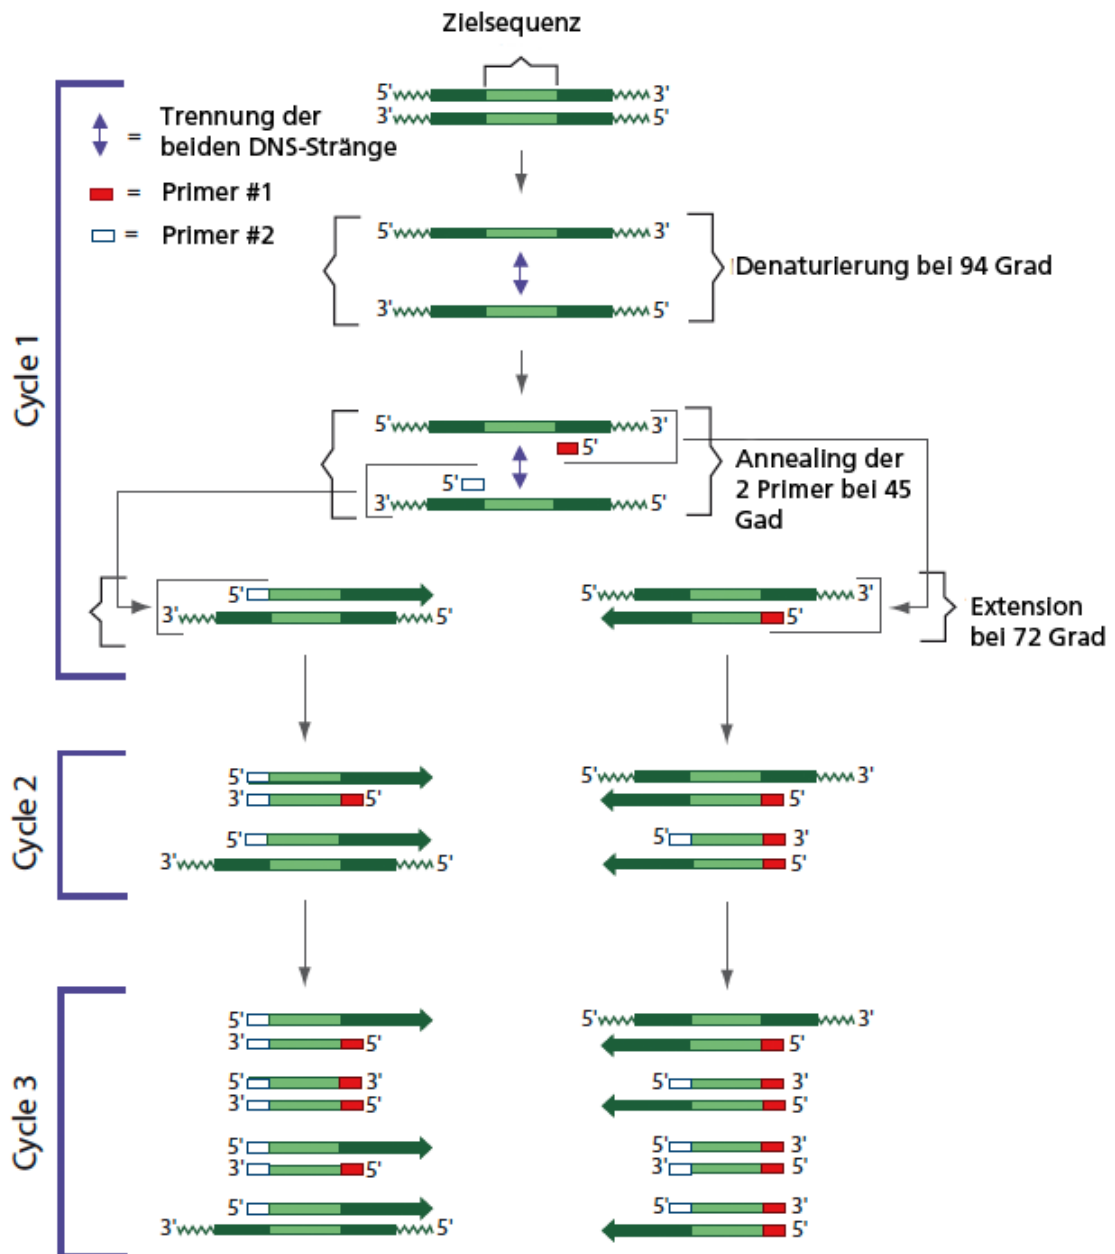 Zielsequenz
5' 3'
3' 5'
= Trennung der
beiden DNS-Stränge
= Primer #1
= Primer #2
5' 3'
Denaturierung bei 94 Grad
3' 5'
Cycle 1
5' 3'
5'
Annealing der
2 Primer bei 45
Gad
5'
3' 5'
5' 5' 3'
3' 5' 5'
Extension
bei 72 Grad
Cycle 2
5' 5' 3'
3' 5' 5'
5' 5' 3'
3' 5' 5'
Cycle 3
5' 5' 3'
3' 5' 5'
5' 3' 5' 3'
3' 5' 5'
5' 5' 3'
3' 5' 3' 5'
5' 5' 3'
3' 5' 5'